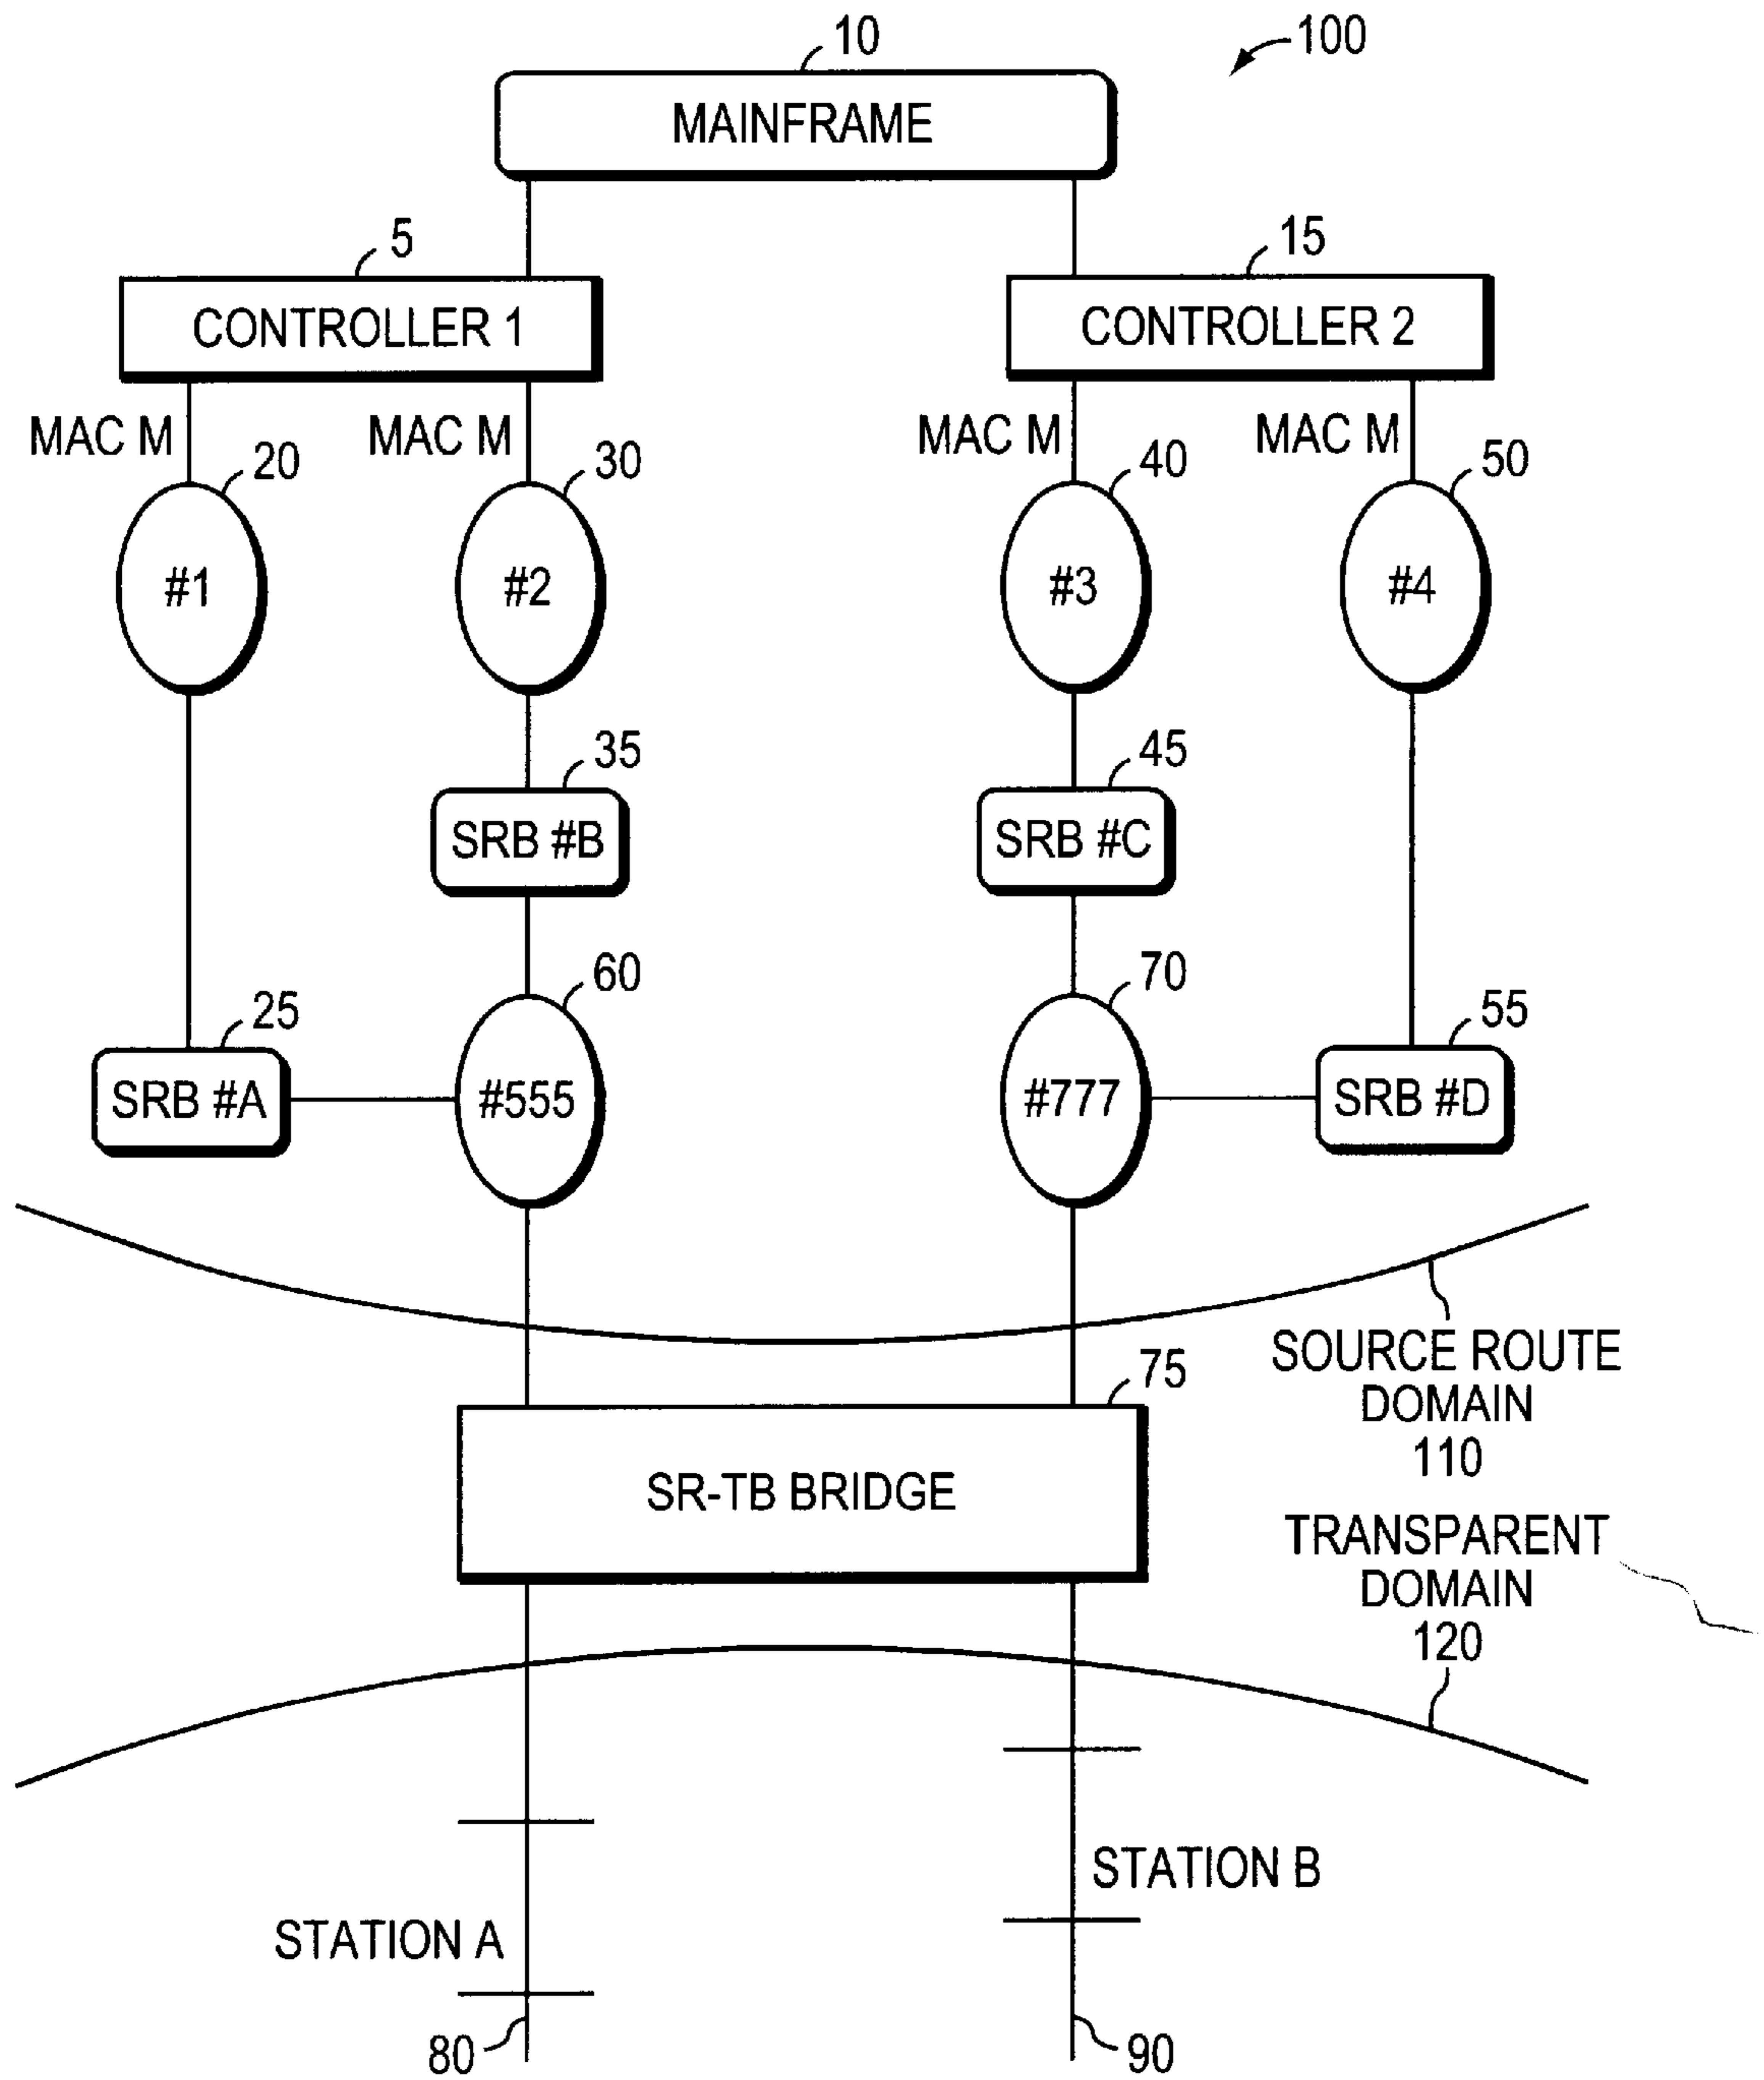 10
100
MAINFRAME
5
15
CONTROLLER 1
CONTROLLER 2
MAC M
MAC M
MAC M
MAC M
20
30
40
50
#1
#2
#3
#4
35
45
SRB #B
SRB #C
60
70
25
55
SRB #A
#555
#777
SRB #D
SOURCE ROUTE
DOMAIN
110
75
SR-TB BRIDGE
TRANSPARENT
DOMAIN
120
STATION B
STATION A
80
90